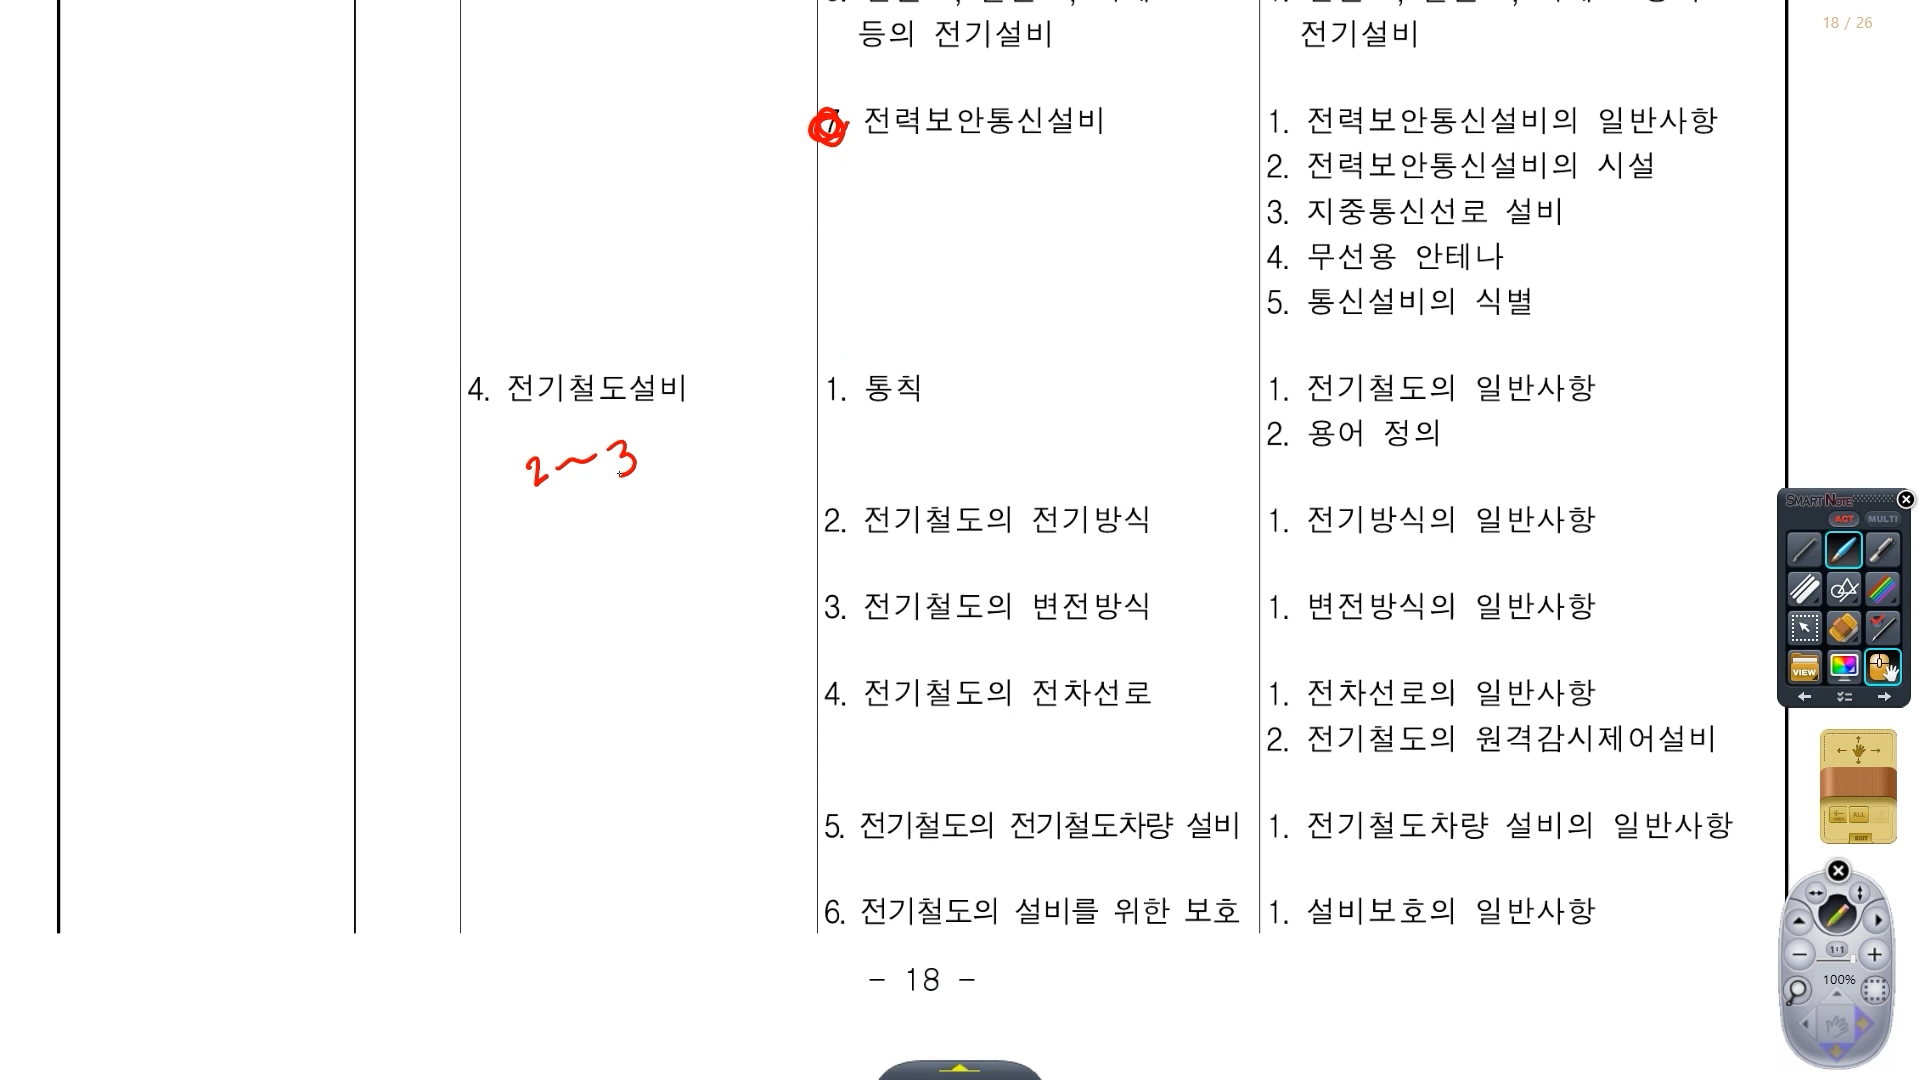 18 / 26
등의 전기설비
전기설비
7. 전력보안통신설비
1. 전력보안통신설비의 일반사항
2. 전력보안통신설비의 시설
3. 지중통신선로 설비
4. 무선용 안테나
5. 통신설비의 식별
4. 전기철도설비
1. 통칙
1. 전기철도의 일반사항
2. 용어 정의
2~3
2. 전기철도의 전기방식
1. 전기방식의 일반사항
3. 전기철도의 변전방식
1. 변전방식의 일반사항
4. 전기철도의 전차선로
1. 전차선로의 일반사항
2. 전기철도의 원격감시제어설비
5. 전기철도의 전기철도차량 설비
1. 전기철도차량 설비의 일반사항
6. 전기철도의 설비를 위한 보호
1. 설비보호의 일반사항
- 18 -
SMART NOTE
ACT MULTI
VIEW
ALL
EXIT
1:1
100%